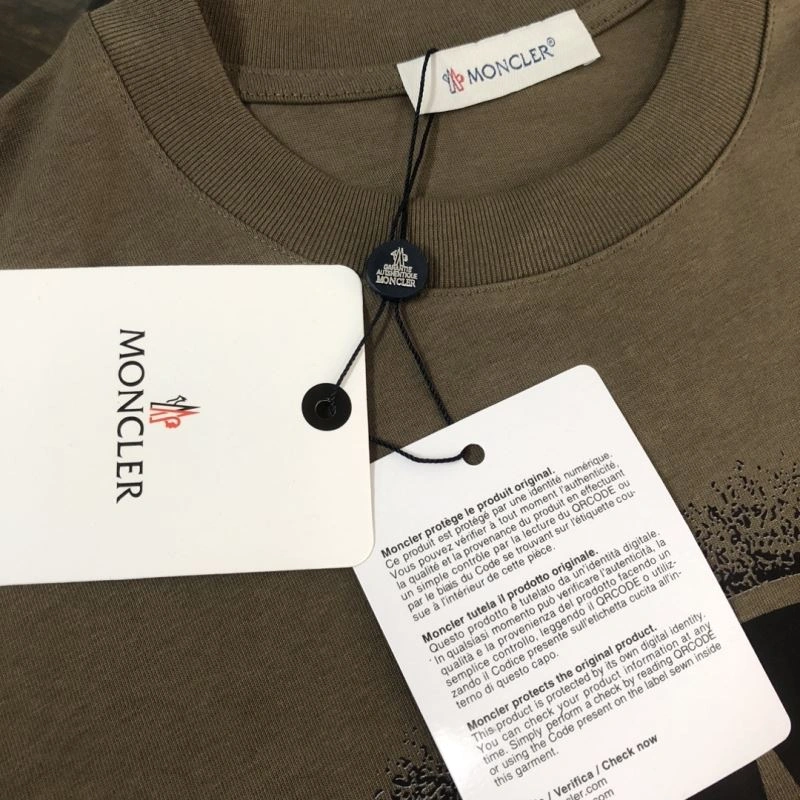 MONCLER®
GARANTIE
AUTHENTIQUE
MONCLER
MONCLER
Moncler protège le produit original.
Ce produit est protégé par une identité numérique.
Vous pouvez vérifier à tout moment l'authenticité,
la qualité et la provenance du produit en effectuant
un simple contrôle par la lecture du QRCODE ou
par le biais du Code se trouvant sur l'étiquette cou-
sue à l'intérieur de cette pièce.
Moncler tutela il prodotto originale.
Questo prodotto è tutelato da un'identità digitale.
In qualsiasi momento può verificare l'autenticità, la
qualità e la provenienza del prodotto facendo un
semplice controllo, leggendo il QRCODE o utiliz-
zando il Codice presente sull'etichetta cucita all'in-
terno di questo capo.
Moncler protects the original product.
This product is protected by its own digital identity.
You can check your product information at any
time. Simply perform a check by reading QRCODE
or using the Code present on the label sewn inside
this garment.
/ Verifica / Check now